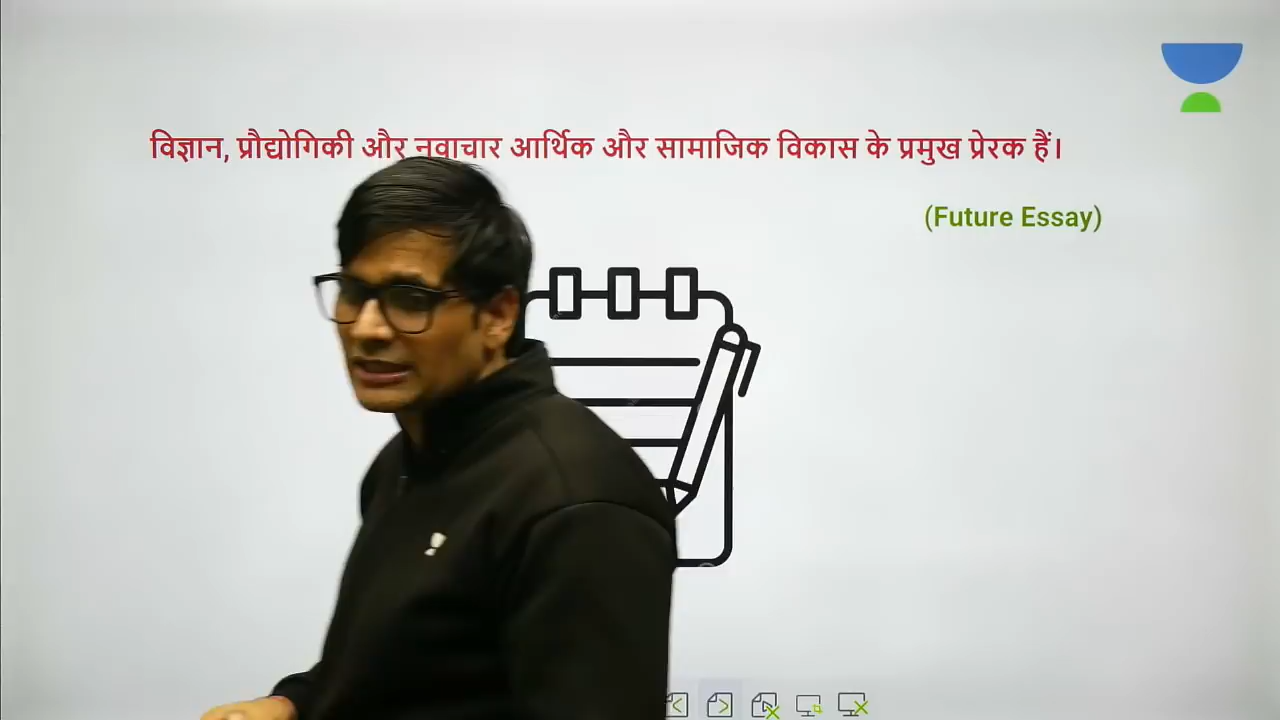 विज्ञान, प्रौद्योगिकी और नवाचार आर्थिक और सामाजिक विकास के प्रमुख प्रेरक हैं।
(Future Essay)